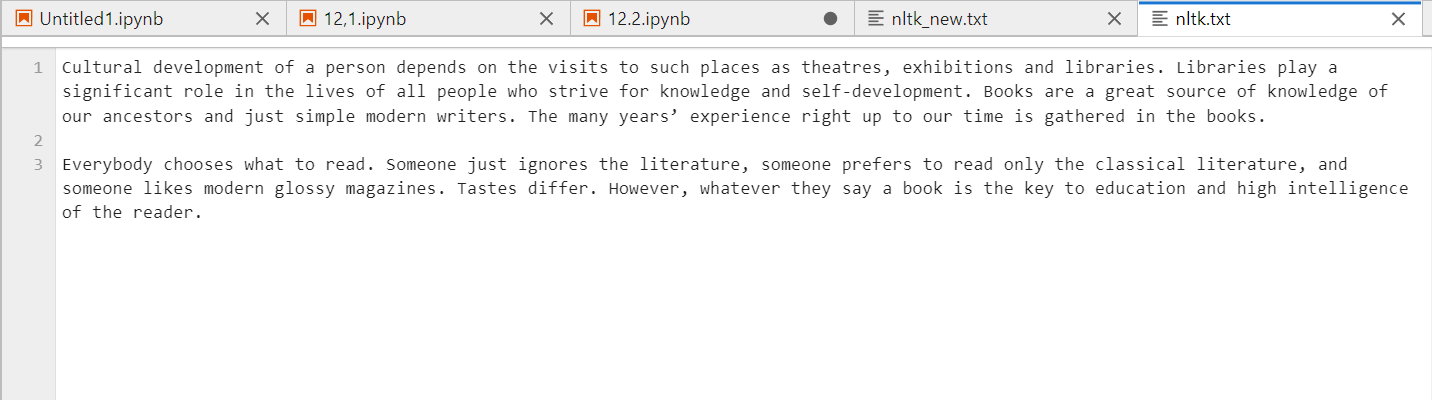 Untitled1.ipynb
12,1.ipynb
12.2.ipynb
nltk_new.txt
nltk.txt
1 Cultural development of a person depends on the visits to such places as theatres, exhibitions and libraries. Libraries play a
significant role in the lives of all people who strive for knowledge and self-development. Books are a great source of knowledge of
our ancestors and just simple modern writers. The many years’ experience right up to our time is gathered in the books.
2
3 Everybody chooses what to read. Someone just ignores the literature, someone prefers to read only the classical literature, and
someone likes modern glossy magazines. Tastes differ. However, whatever they say a book is the key to education and high intelligence
of the reader.